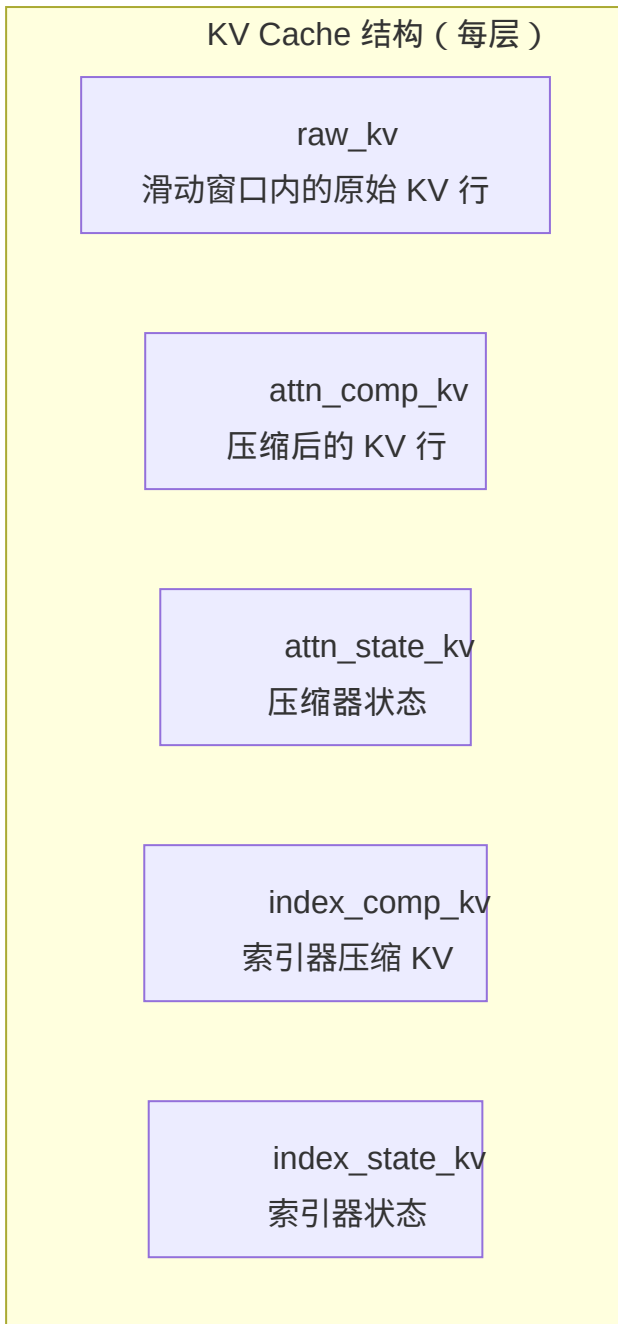 KV Cache 结构（每层）
raw_kv
滑动窗口内的原始 KV 行
attn_comp_kv
压缩后的 KV 行
attn_state_kv
压缩器状态
index_comp_kv
索引器压缩 KV
index_state_kv
索引器状态